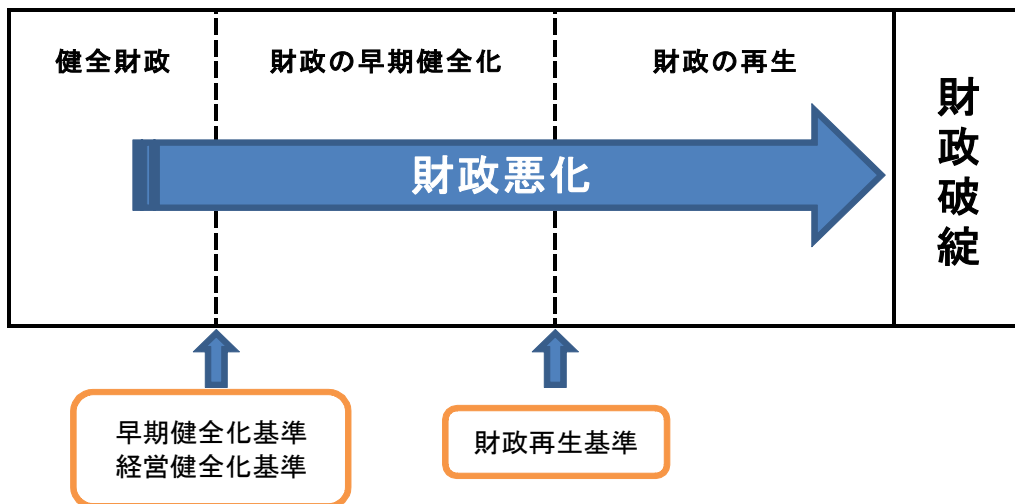 健全財政
財政の早期健全化
財政の再生
財政悪化
財政破綻
早期健全化基準
経営健全化基準
財政再生基準